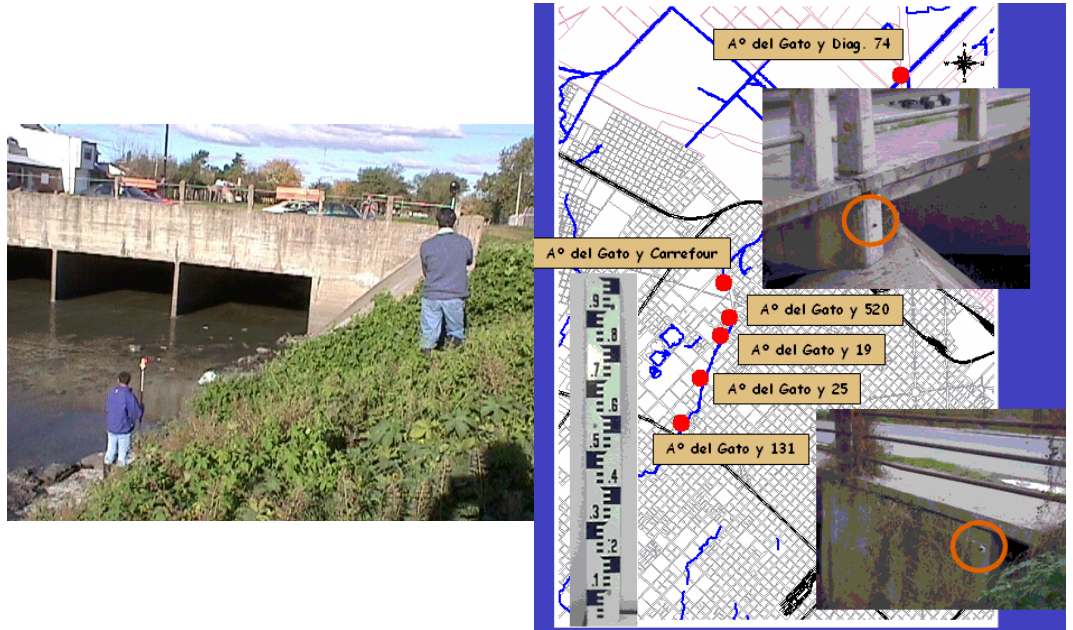 Aº del Gato y Diag. 74
Aº del Gato y Carrefour
Aº del Gato y 520
Aº del Gato y 19
Aº del Gato y 25
Aº del Gato y 131
.9
.8
.7
.6
.5
.4
.3
.2
.1